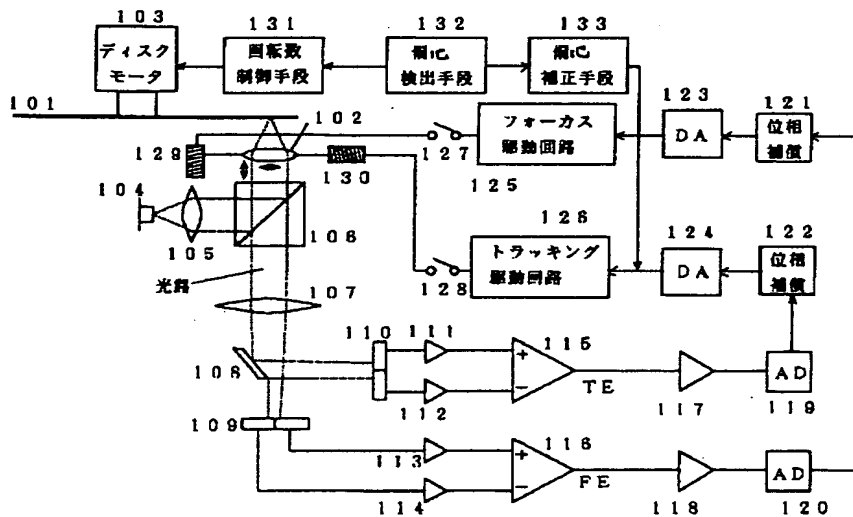 103
ディスク
モータ
131
回転数
制御手段
132
偏心
検出手段
133
偏心
補正手段
101
102
129
130
127
フォーカス
駆動回路
125
123
DA
121
位相
補償
104
105
106
126
トラッキング
駆動回路
128
124
DA
122
位相
補償
光路
107
108
110
111
112
115
+
−
TE
117
AD
119
109
113
114
116
+
−
FE
118
AD
120